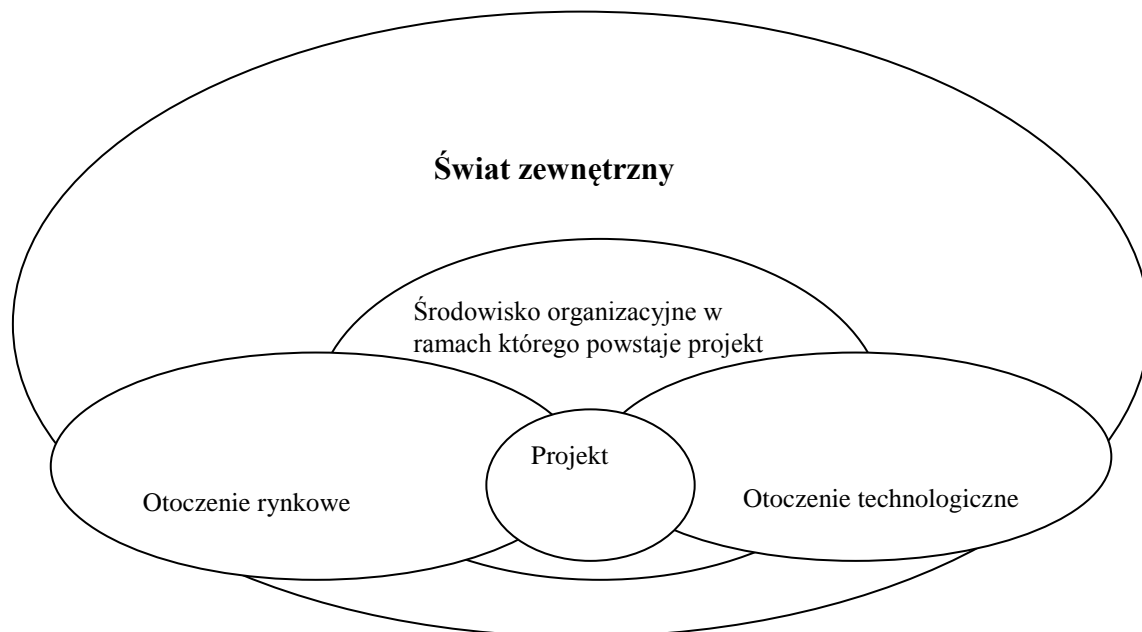 Świat zewnętrzny
Środowisko organizacyjne w
ramach którego powstaje projekt
Projekt
Otoczenie rynkowe
Otoczenie technologiczne